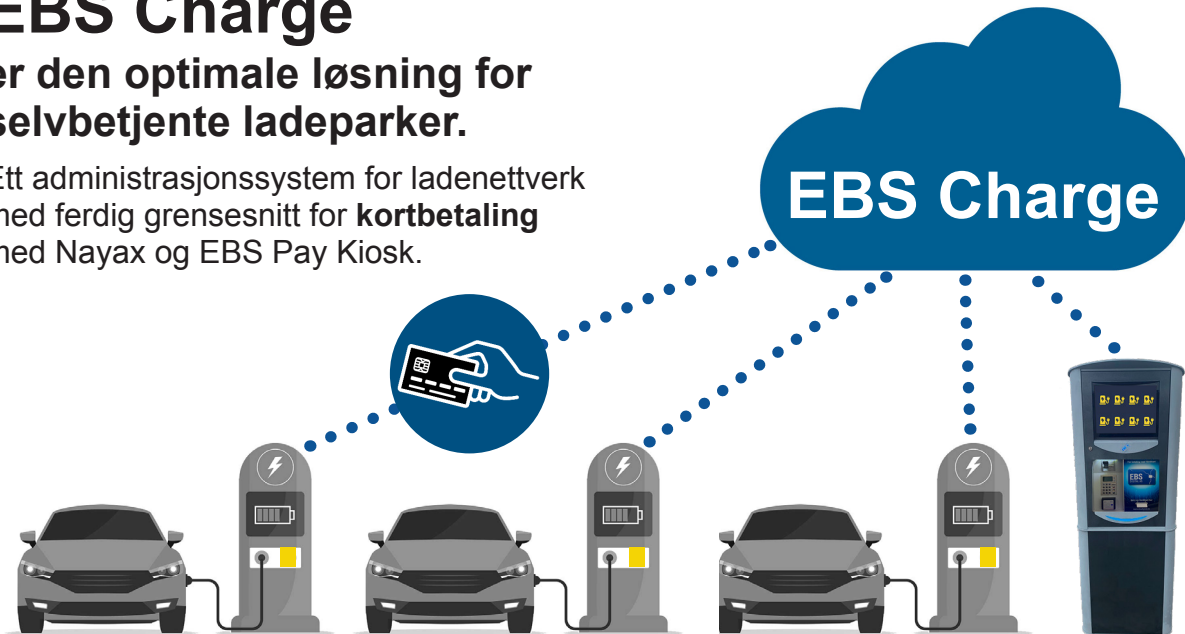 EBS Charge
er den optimale løsning for
selvbetjente ladeparker.
Ett administrasjonssystem for ladenettverk
med ferdig grensesnitt for kortbetaling
med Nayax og EBS Pay Kiosk.
EBS Charge
EBS